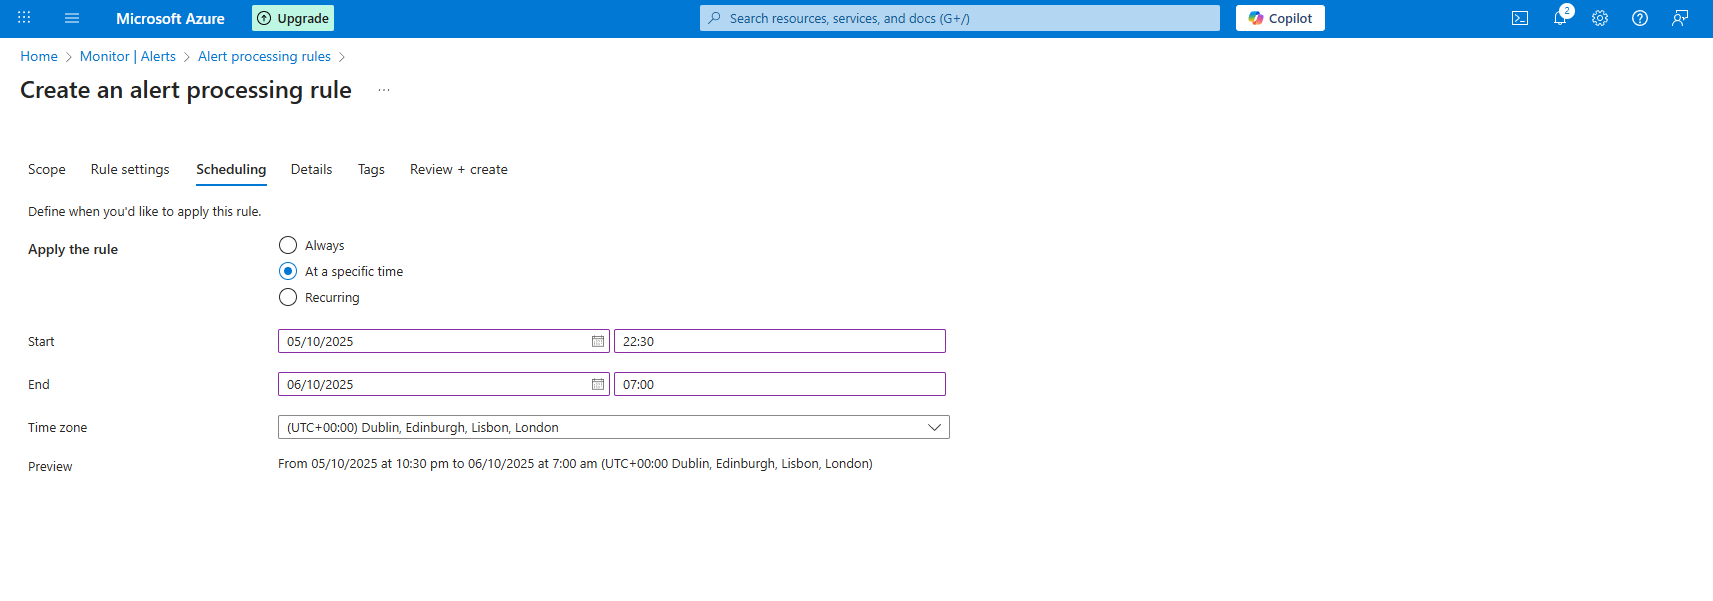 Microsoft Azure
Upgrade
Search resources, services, and docs (G+/)
Copilot
2
Home > Monitor | Alerts > Alert processing rules >
Create an alert processing rule ...
Scope Rule settings Scheduling Details Tags Review + create
Define when you'd like to apply this rule.
Apply the rule
Always
At a specific time
Recurring
Start 05/10/2025 22:30
End 06/10/2025 07:00
Time zone (UTC+00:00) Dublin, Edinburgh, Lisbon, London
Preview From 05/10/2025 at 10:30 pm to 06/10/2025 at 7:00 am (UTC+00:00 Dublin, Edinburgh, Lisbon, London)